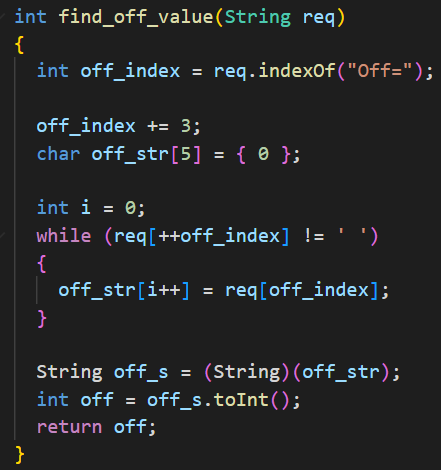 int find_off_value(String req)
{
  int off_index = req.indexOf("Off=");

  off_index += 3;
  char off_str[5] = { 0 };

  int i = 0;
  while (req[++off_index] != ' ')
  {
    off_str[i++] = req[off_index];
  }

  String off_s = (String)(off_str);
  int off = off_s.toInt();
  return off;
}